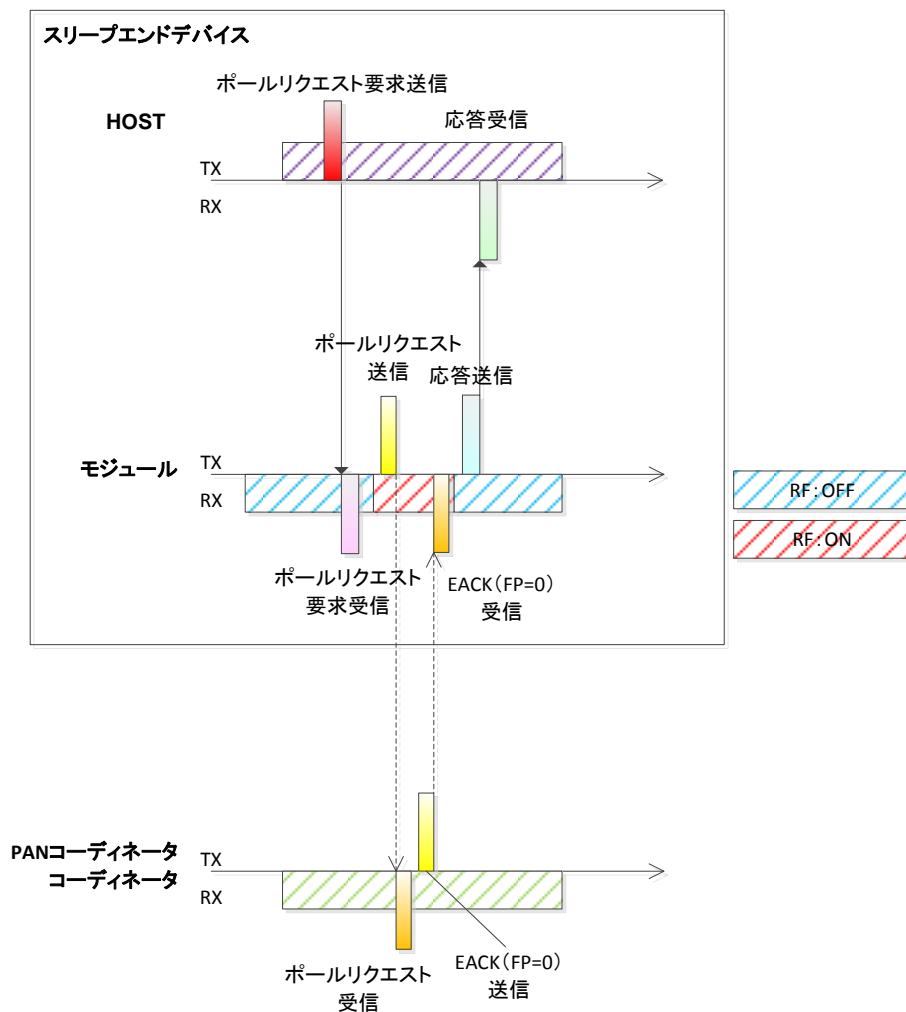 スリープエンドデバイス
ポールリクエスト要求送信
HOST
応答受信
TX
RX
ポールリクエスト
送信
応答送信
モジュール
TX
RX
RF：OFF
RF：ON
ポールリクエスト
要求受信
EACK（FP=0）
受信
PANコーディネータ
コーディネータ
TX
RX
ポールリクエスト
受信
EACK（FP=0）
送信